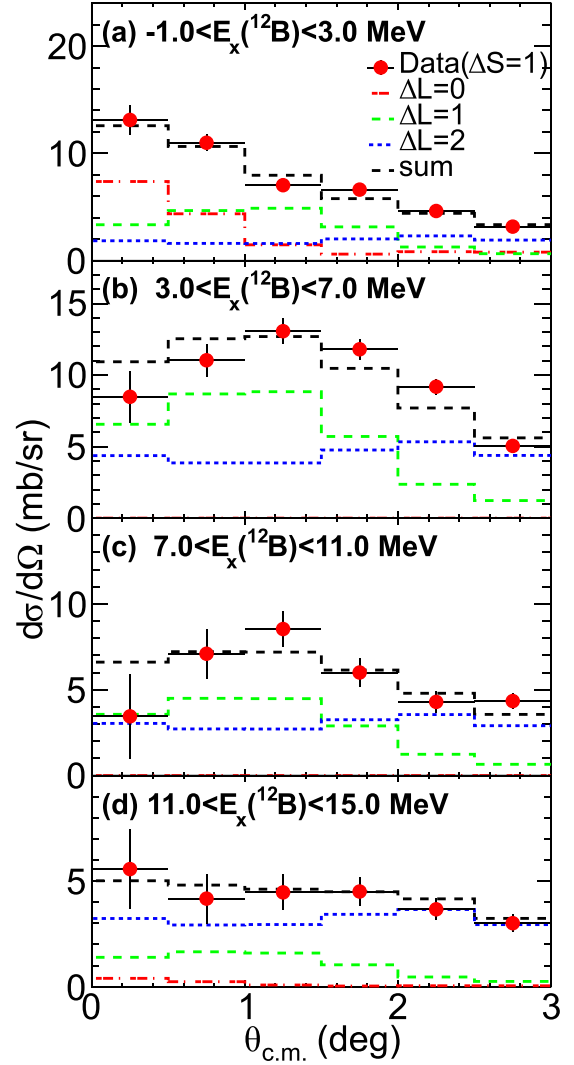 (a) -1.0<Eₓ(¹²B)<3.0 MeV
Data(ΔS=1)
ΔL=0
ΔL=1
ΔL=2
sum
20
10
0
(b) 3.0<Eₓ(¹²B)<7.0 MeV
15
10
5
0
(c) 7.0<Eₓ(¹²B)<11.0 MeV
10
5
0
(d) 11.0<Eₓ(¹²B)<15.0 MeV
5
0
0 1 2 3
θc.m. (deg)
dσ/dΩ (mb/sr)